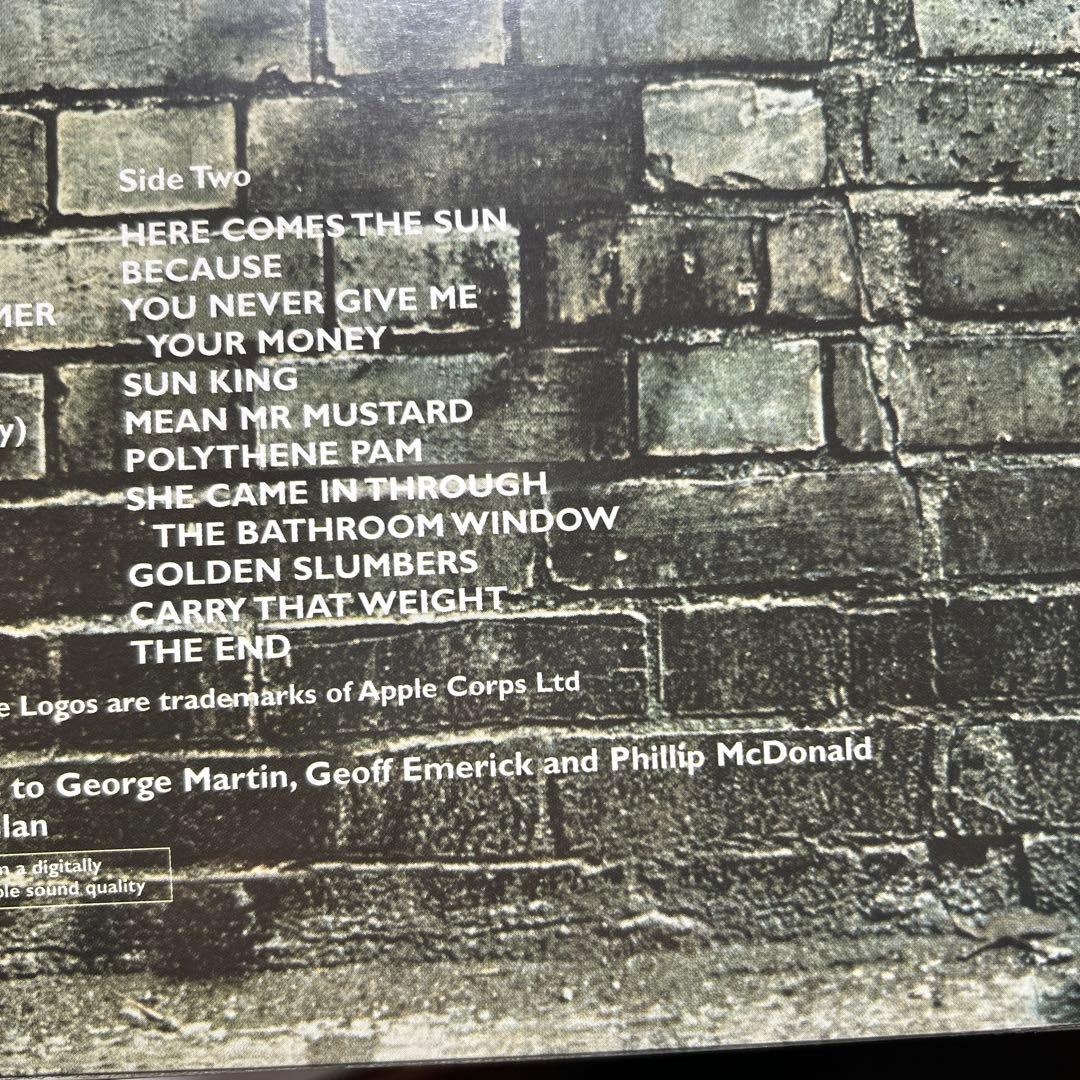 Side Two
HERE COMES THE SUN
BECAUSE
MER YOU NEVER GIVE ME
YOUR MONEY
SUN KING
MEAN MR MUSTARD
y) POLYTHENE PAM
SHE CAME IN THROUGH
THE BATHROOM WINDOW
GOLDEN SLUMBERS
CARRY THAT WEIGHT
THE END
e Logos are trademarks of Apple Corps Ltd
to George Martin, Geoff Emerick and Phillip McDonald
lan
a digitally
ble sound quality